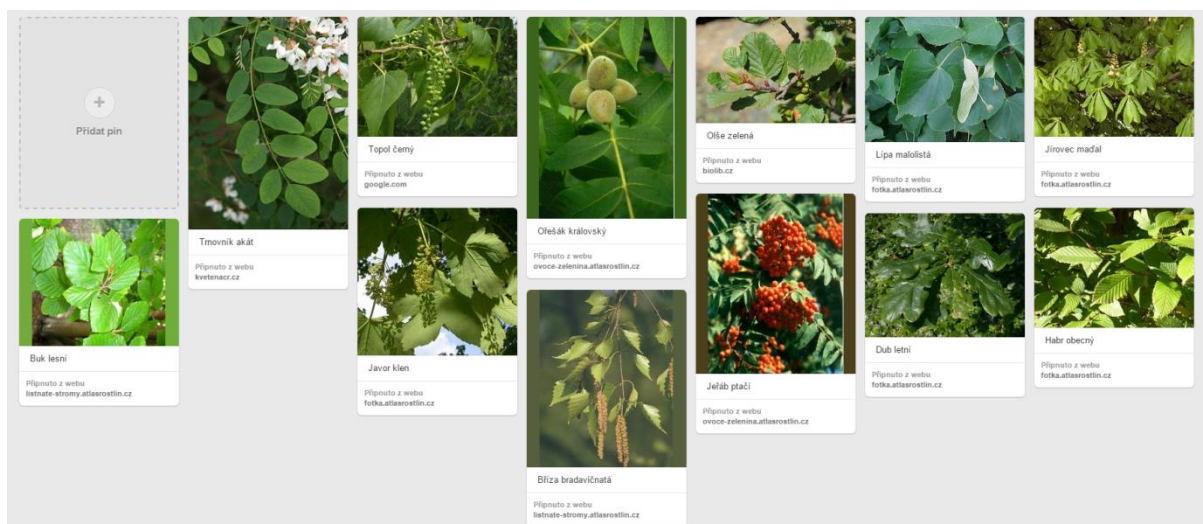 Přidat pin
Buk lesní
Připnuto z webu
listnate-stromy.atlasrostlin.cz
Trnovník akát
Připnuto z webu
kvetenacr.cz
Topol černý
Připnuto z webu
google.com
Javor klen
Připnuto z webu
fotka.atlasrostlin.cz
Ořešák královský
Připnuto z webu
ovoce-zelenina.atlasrostlin.cz
Bříza bradavičnatá
Připnuto z webu
listnate-stromy.atlasrostlin.cz
Olše zelená
Připnuto z webu
biolib.cz
Jeřáb ptačí
Připnuto z webu
ovoce-zelenina.atlasrostlin.cz
Lípa malolistá
Připnuto z webu
fotka.atlasrostlin.cz
Dub letní
Připnuto z webu
fotka.atlasrostlin.cz
Jírovec maďal
Připnuto z webu
fotka.atlasrostlin.cz
Habr obecný
Připnuto z webu
fotka.atlasrostlin.cz